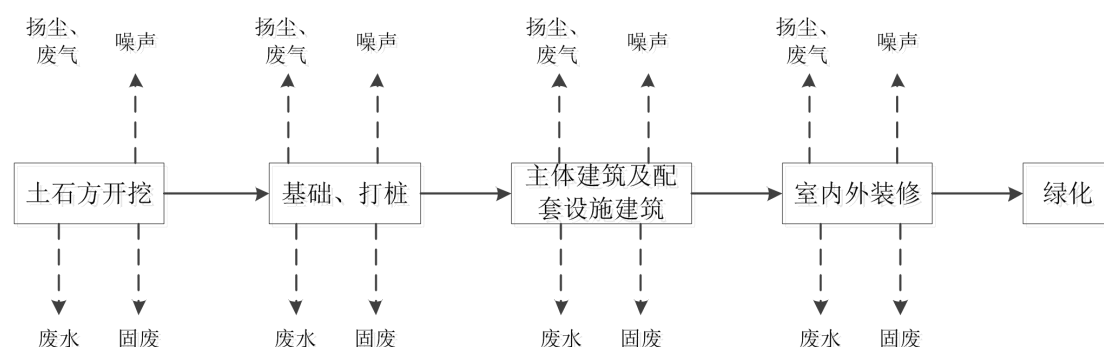 扬尘、
废气
噪声
扬尘、
废气
噪声
扬尘、
废气
噪声
扬尘、
废气
噪声
土石方开挖
基础、打桩
主体建筑及配
套设施建筑
室内外装修
绿化
废水
固废
废水
固废
废水
固废
废水
固废